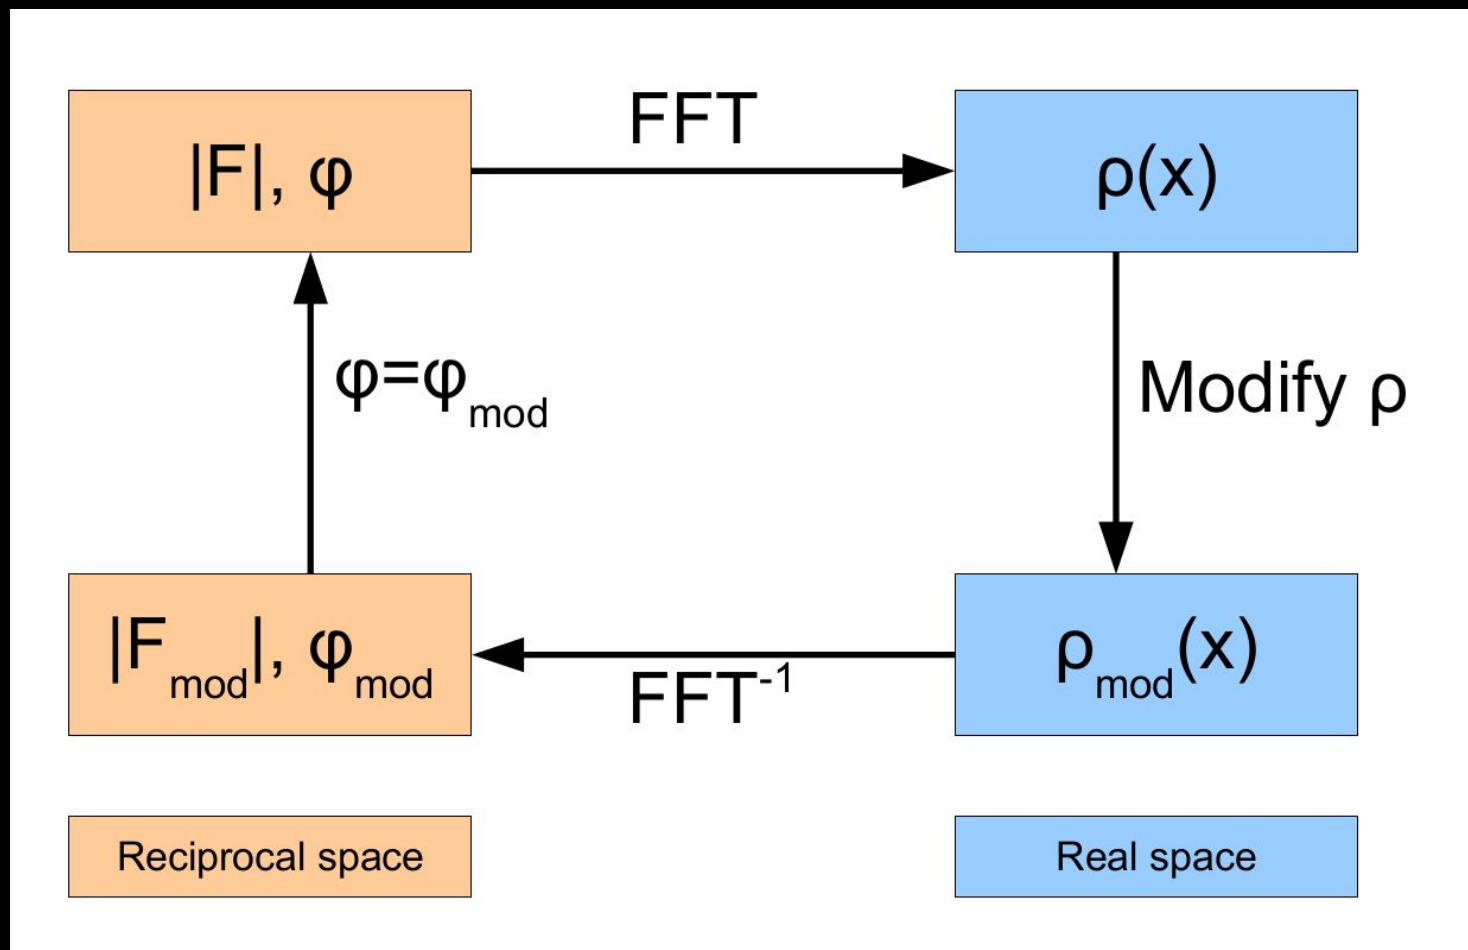 FFT
|F|, φ
ρ(x)
φ=φmod
Modify ρ
|Fmod|, φmod
ρmod(x)
FFT-1
Reciprocal space
Real space